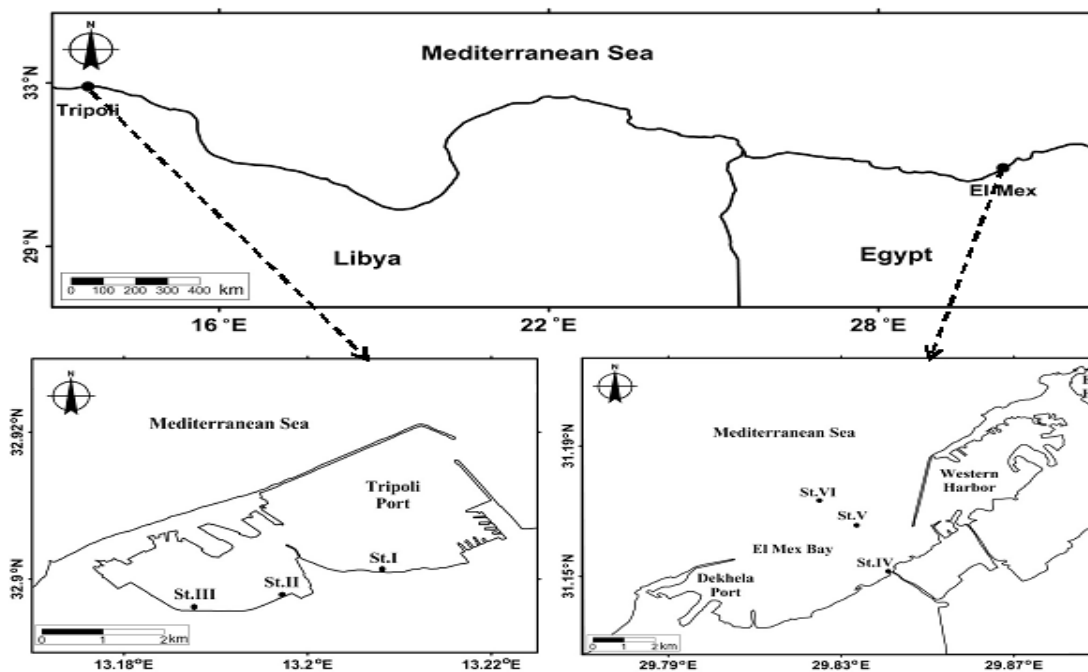 N
Mediterranean Sea
33°N
Tripoli
El Mex
29°N
Libya
Egypt
0 100 200 300 400 km
16°E
22°E
28°E
N
Mediterranean Sea
32.92°N
Tripoli
Port
St.I
32.9°N
St.II
St.III
0 1 2 km
13.18°E
13.2°E
13.22°E
N
Mediterranean Sea
31.19°N
Western
Harbor
St.VI
St.V
El Mex Bay
St.IV
31.15°N
Dekhela
Port
0 1 2 km
29.79°E
29.83°E
29.87°E